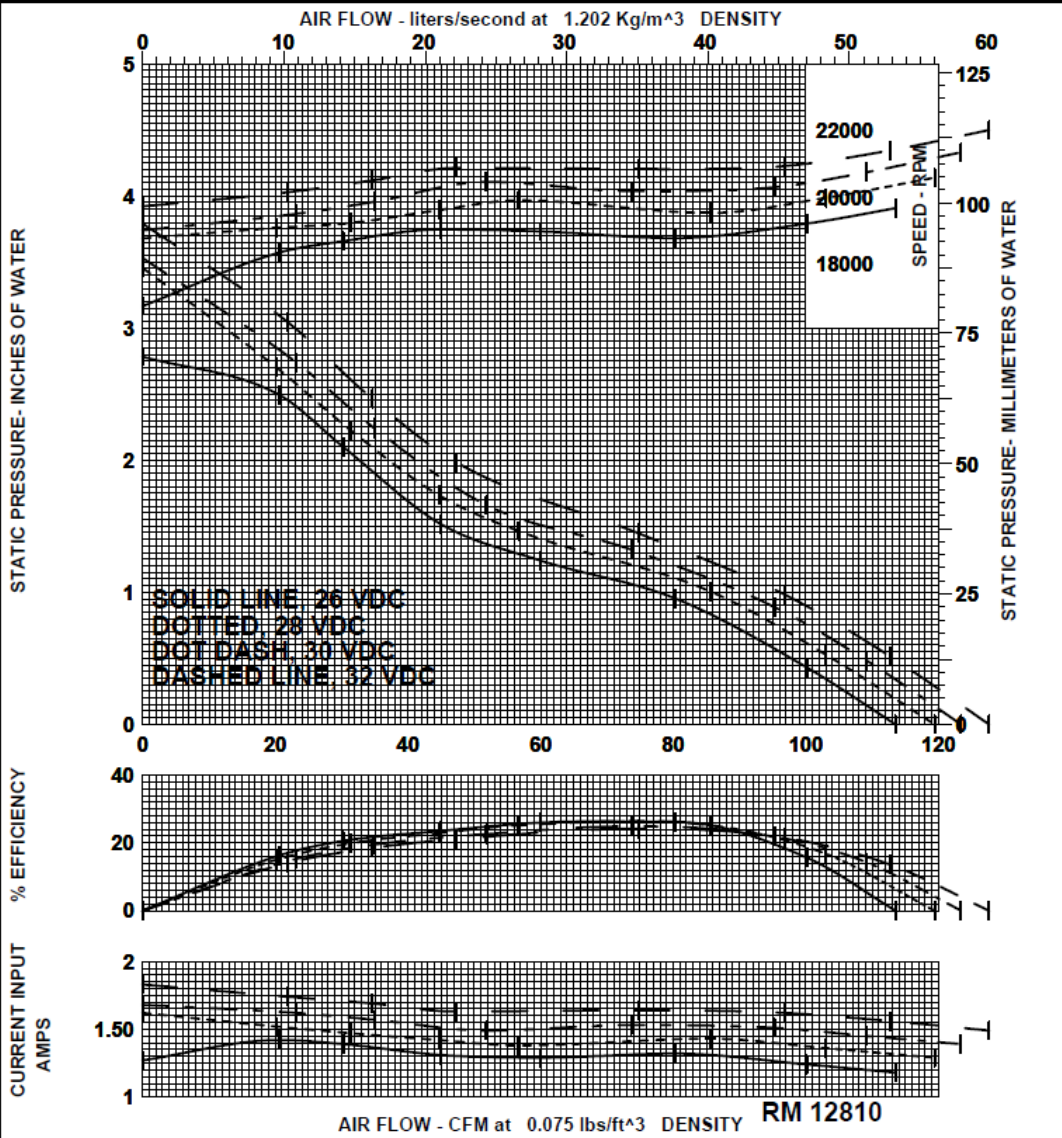 AIR FLOW - liters/second at 1.202 Kg/m^3 DENSITY
0 10 20 30 40 50 60
5
4
3
2
1
0
STATIC PRESSURE- INCHES OF WATER
125
100
75
50
25
0
STATIC PRESSURE- MILLIMETERS OF WATER
22000
20000
18000
SPEED - RPM
SOLID LINE, 26 VDC
DOTTED, 28 VDC
DOT DASH, 30 VDC
DASHED LINE, 32 VDC
0 20 40 60 80 100 120
40
20
0
% EFFICIENCY
2
1.50
1
CURRENT INPUT
AMPS
AIR FLOW - CFM at 0.075 lbs/ft^3 DENSITY
RM 12810